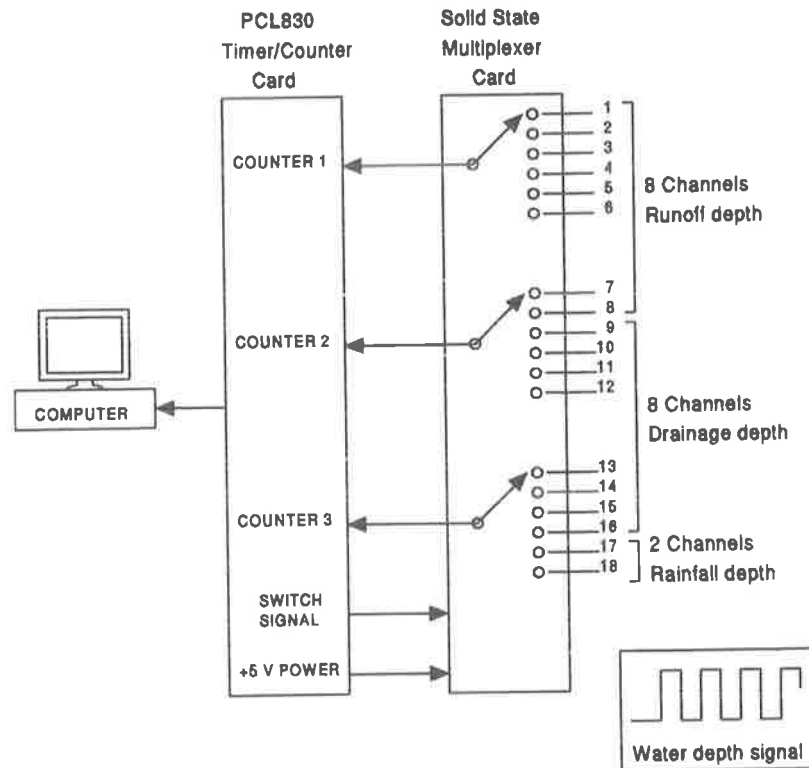 PCL830
Timer/Counter
Card
Solid State
Multiplexer
Card
COUNTER 1
COUNTER 2
COUNTER 3
SWITCH
SIGNAL
+5 V POWER
COMPUTER
1
2
3
4
5
6
7
8
9
10
11
12
13
14
15
16
17
18
8 Channels
Runoff depth
8 Channels
Drainage depth
2 Channels
Rainfall depth
Water depth signal